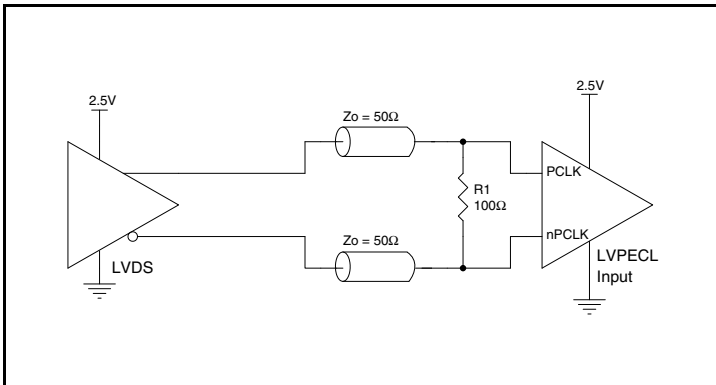 2.5V
LVDS
Zo = 50Ω
Zo = 50Ω
R1
100Ω
2.5V
PCLK
nPCLK
LVPECL
Input